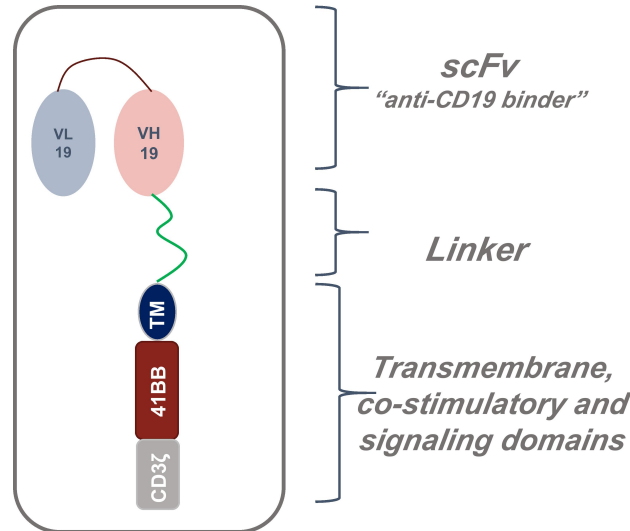 scFv
“anti-CD19 binder”
VL
19
VH
19
Linker
TM
41BB
CD3ζ
Transmembrane,
co-stimulatory and
signaling domains